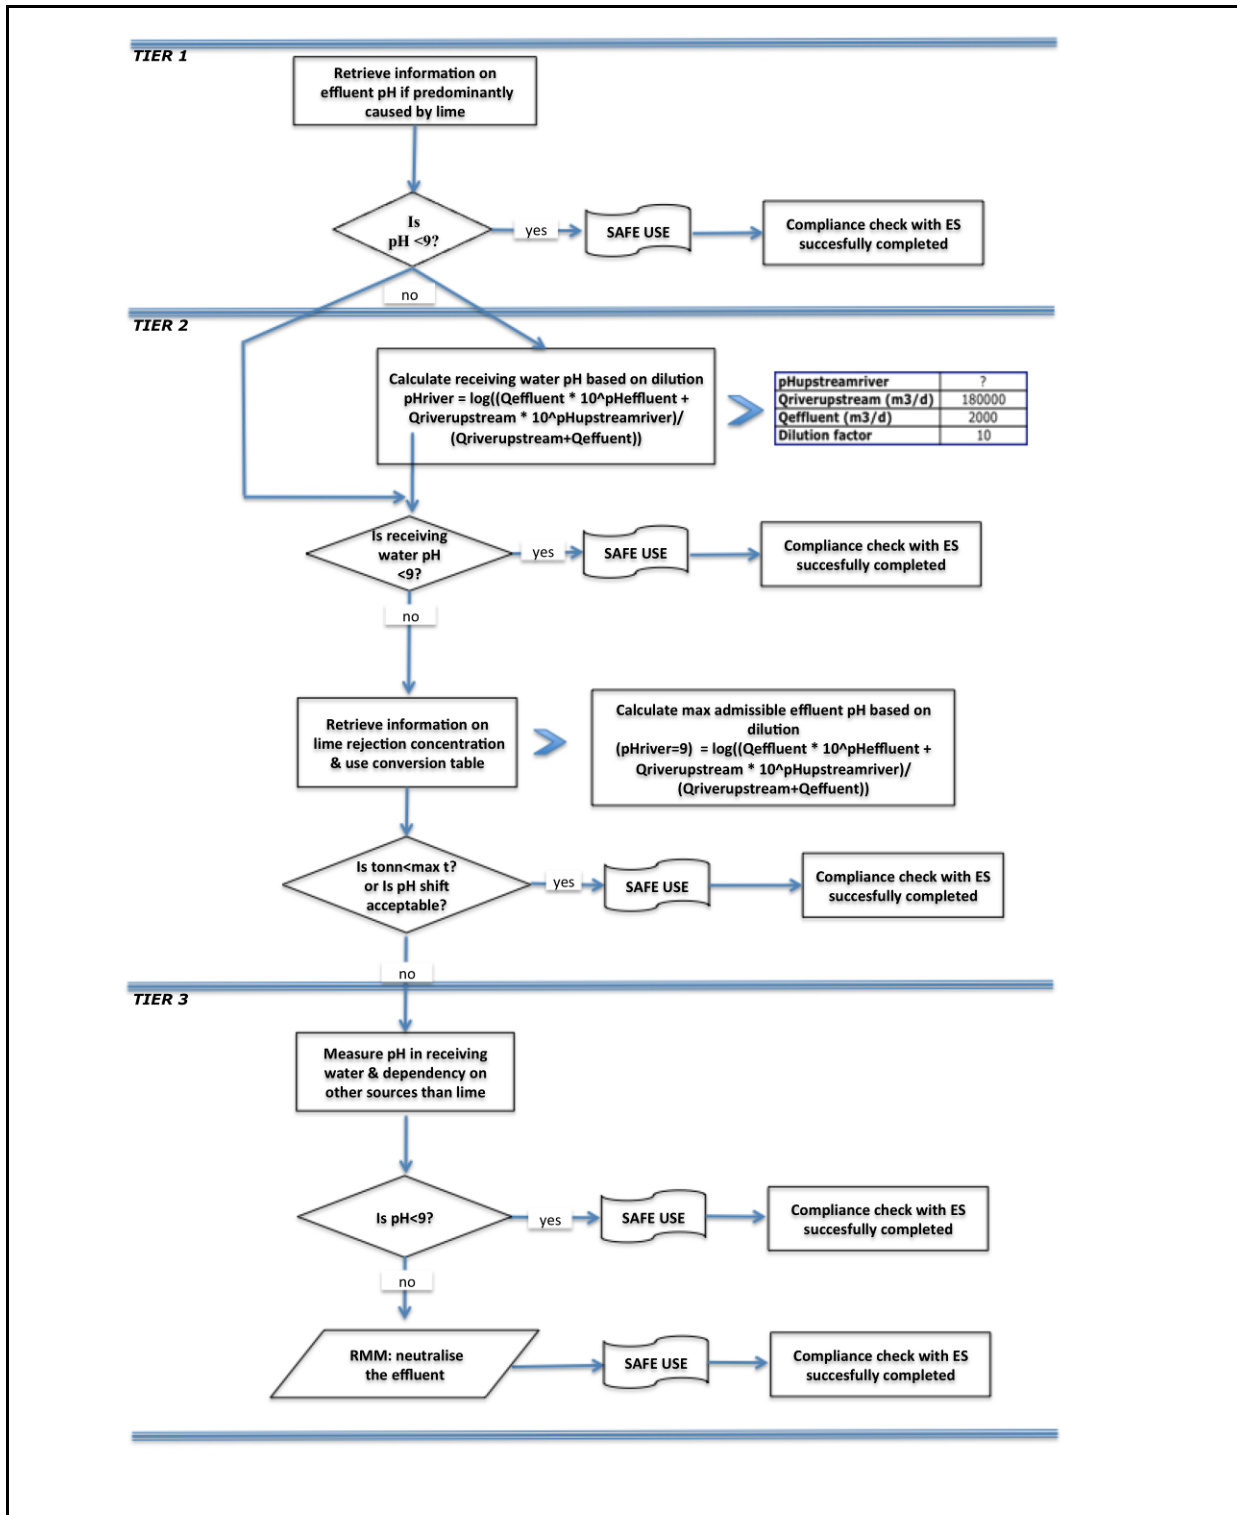 TIER 1
Retrieve information on
effluent pH if predominantly
caused by lime
Is
pH <9?
yes
SAFE USE
Compliance check with ES
succesfully completed
no
TIER 2
Calculate receiving water pH based on dilution
pHriver = log((Qeffluent * 10^pHeffluent +
Qriverupstream * 10^pHupstreamriver)/
(Qriverupstream+Qeffuent))
pHupstreamriver ?
Qriverupstream (m3/d) 180000
Qeffluent (m3/d) 2000
Dilution factor 10
Is receiving
water pH
<9?
yes
SAFE USE
Compliance check with ES
succesfully completed
no
Retrieve information on
lime rejection concentration
& use conversion table
Calculate max admissible effluent pH based on
dilution
(pHriver=9) = log((Qeffluent * 10^pHeffluent +
Qriverupstream * 10^pHupstreamriver)/
(Qriverupstream+Qeffuent))
Is tonn<max t?
or Is pH shift
acceptable?
yes
SAFE USE
Compliance check with ES
succesfully completed
no
TIER 3
Measure pH in receiving
water & dependency on
other sources than lime
Is pH<9?
yes
SAFE USE
Compliance check with ES
succesfully completed
no
RMM: neutralise
the effluent
SAFE USE
Compliance check with ES
succesfully completed